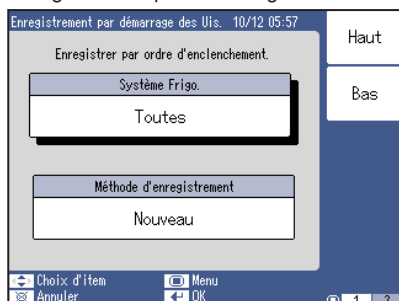 Enregistrement par démarrage des Uis. 10/12 05:57
Haut
Enregistrer par ordre d'enclenchement.
Système Frigo.
Bas
Toutes
Méthode d'enregistrement
Nouveau
Choix d'item Menu
Annuler OK
1 2